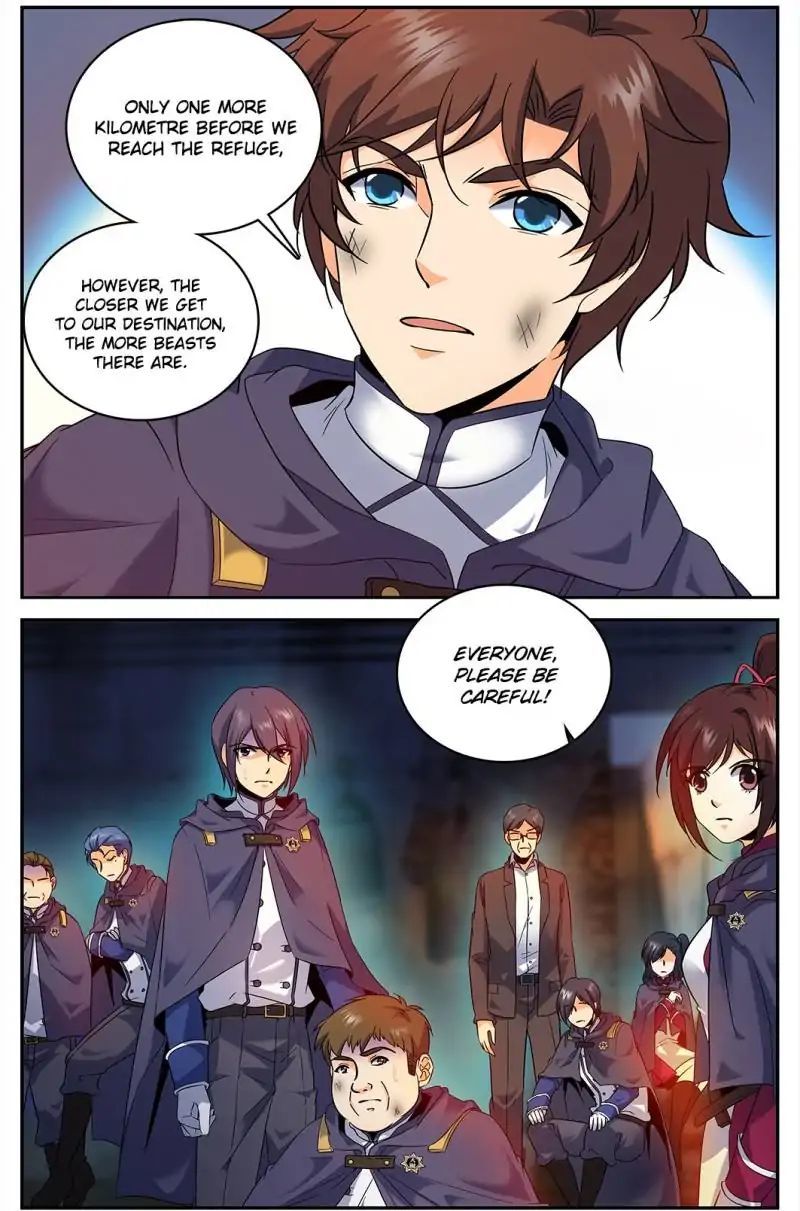 ONLY ONE MORE
KILOMETRE BEFORE WE
REACH THE REFUGE,
HOWEVER, THE
CLOSER WE GET
TO OUR DESTINATION,
THE MORE BEASTS
THERE ARE.
EVERYONE,
PLEASE BE
CAREFUL!